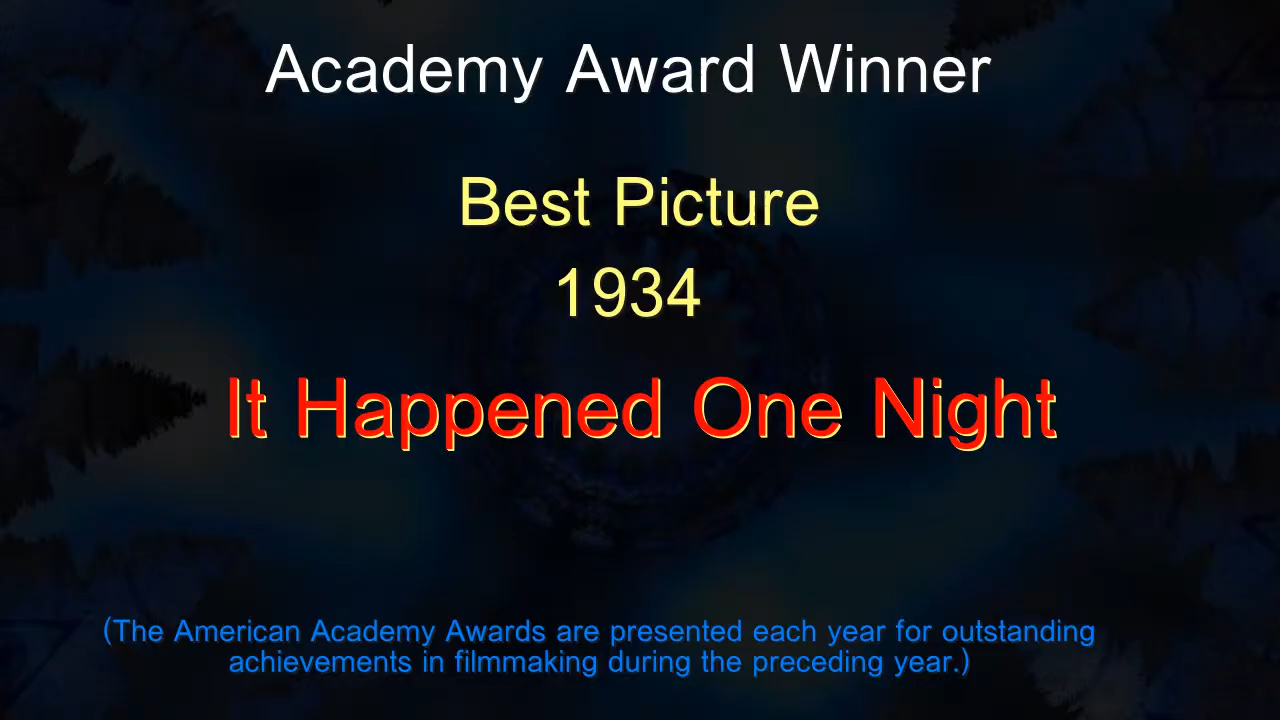 Academy Award Winner
Best Picture
1934
It Happened One Night
(The American Academy Awards are presented each year for outstanding
achievements in filmmaking during the preceding year.)